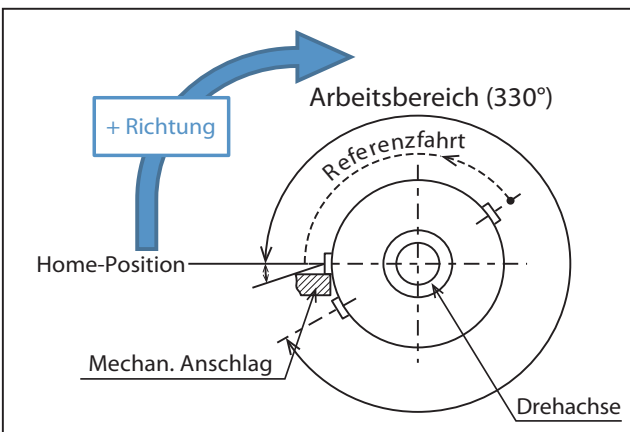 Arbeitsbereich (330°)
+ Richtung
Referenzfahrt
Home-Position
Mechan. Anschlag
Drehachse